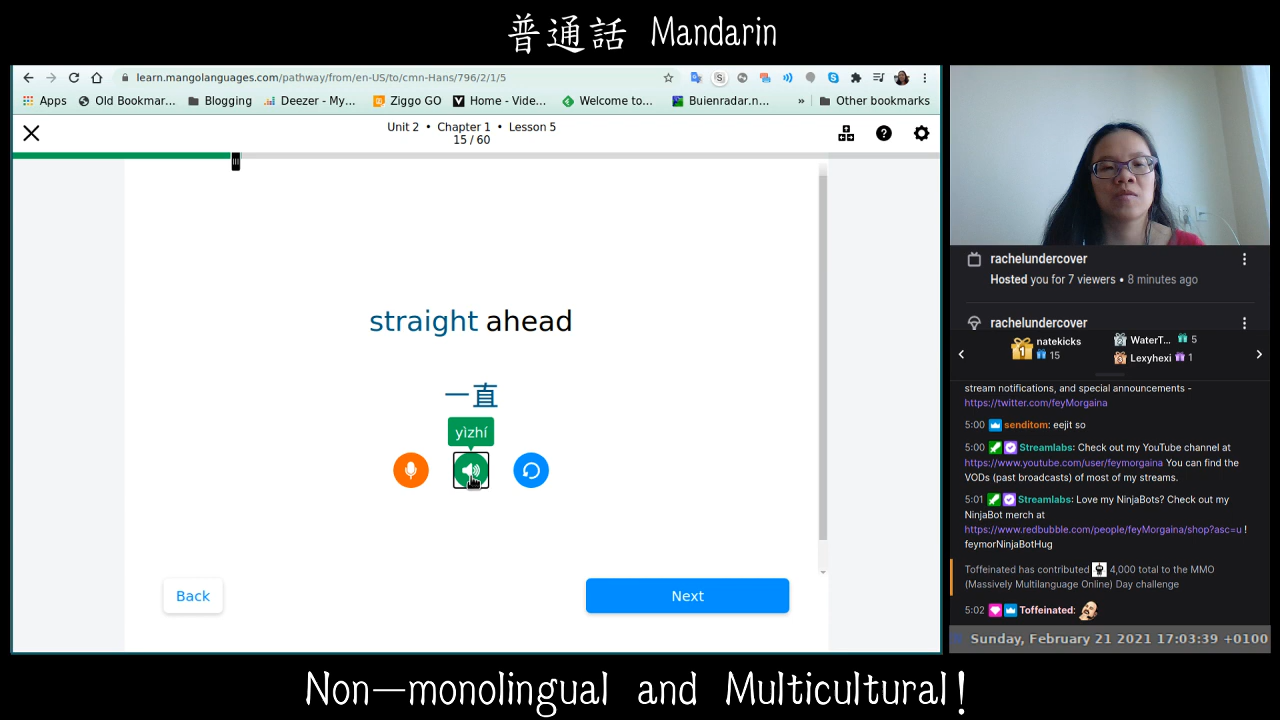 普通話 Mandarin
learn.mangolanguages.com/pathway/from/en-US/to/cmn-Hans/796/2/1/5
Apps
Old Bookmar...
Blogging
Deezer - My...
Ziggo GO
Home - Vide...
Welcome to...
Buienradar.n...
»
Other bookmarks
Unit 2 • Chapter 1 • Lesson 5
15 / 60
straight ahead
一直
yìzhí
Back
Next
rachelundercover
Hosted you for 7 viewers • 8 minutes ago
rachelundercover
natekicks
15
WaterT... 5
Lexyhexi 1
stream notifications, and special announcements -
https://twitter.com/feyMorgaina
5:00 senditom: eejit so
5:00 Streamlabs: Check out my YouTube channel at
https://www.youtube.com/user/feymorgaina You can find the
VODs (past broadcasts) of most of my streams.
5:01 Streamlabs: Love my NinjaBots? Check out my
NinjaBot merch at
https://www.redbubble.com/people/feyMorgaina/shop?asc=u !
feymorNinjaBotHug
Toffeinated has contributed 4,000 total to the MMO
(Massively Multilanguage Online) Day challenge
5:02 Toffeinated:
Sunday, February 21 2021 17:03:39 +0100
Non-monolingual and Multicultural!